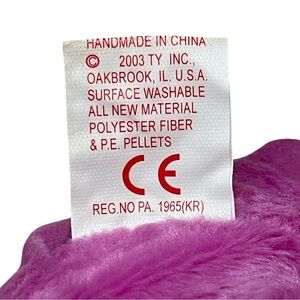 HANDMADE IN CHINA
© 2003 TY INC.,
OAKBROOK, IL. U.S.A.
SURFACE WASHABLE
ALL NEW MATERIAL
POLYESTER FIBER
& P.E. PELLETS
CE
REG.NO PA. 1965(KR)